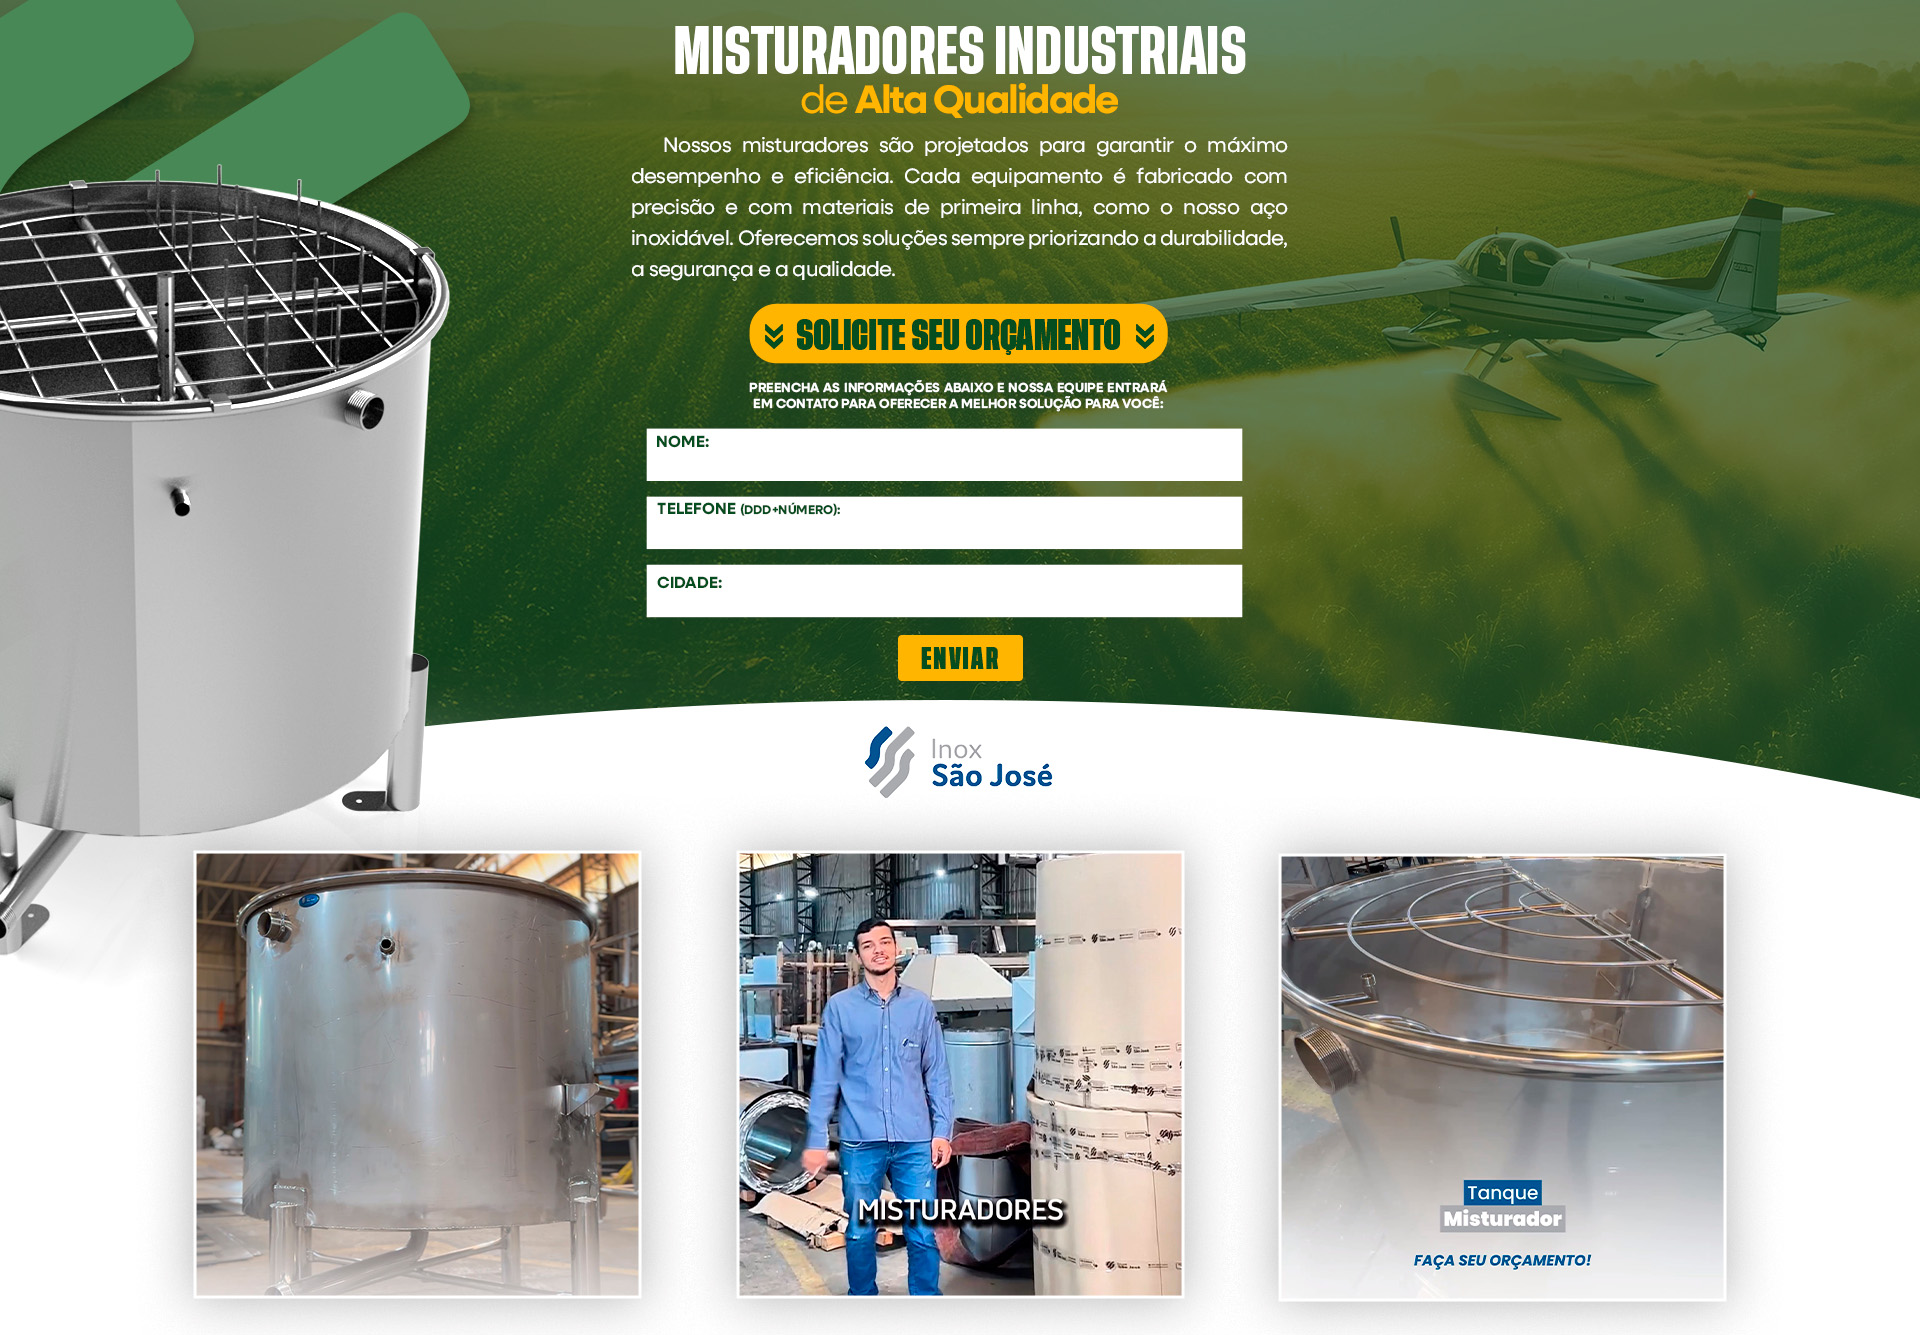 MISTURADORES INDUSTRIAIS
de Alta Qualidade
Nossos misturadores são projetados para garantir o máximo
desempenho e eficiência. Cada equipamento é fabricado com
precisão e com materiais de primeira linha, como o nosso aço
inoxidável. Oferecemos soluções sempre priorizando a durabilidade,
a segurança e a qualidade.
SOLICITE SEU ORÇAMENTO
PREENCHA AS INFORMAÇÕES ABAIXO E NOSSA EQUIPE ENTRARÁ
EM CONTATO PARA OFERECER A MELHOR SOLUÇÃO PARA VOCÊ:
NOME:
TELEFONE (DDD+NÚMERO):
CIDADE:
ENVIAR
Inox
São José
MISTURADORES
Tanque
Misturador
FAÇA SEU ORÇAMENTO!